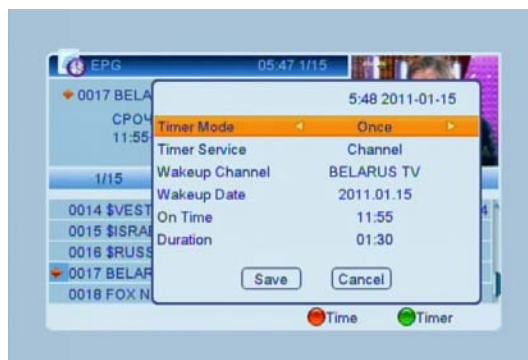 EPG 05:47 1/15
0017 BELA
5:48 2011-01-15
СРОЧ
11:55
Timer Mode Once
Timer Service Channel
Wakeup Channel BELARUS TV
Wakeup Date 2011.01.15
On Time 11:55
Duration 01:30
Save Cancel
1/15
0014 $VEST 4
0015 $ISRAE
0016 $RUSS
0017 BELAR
0018 FOX N
Time Timer